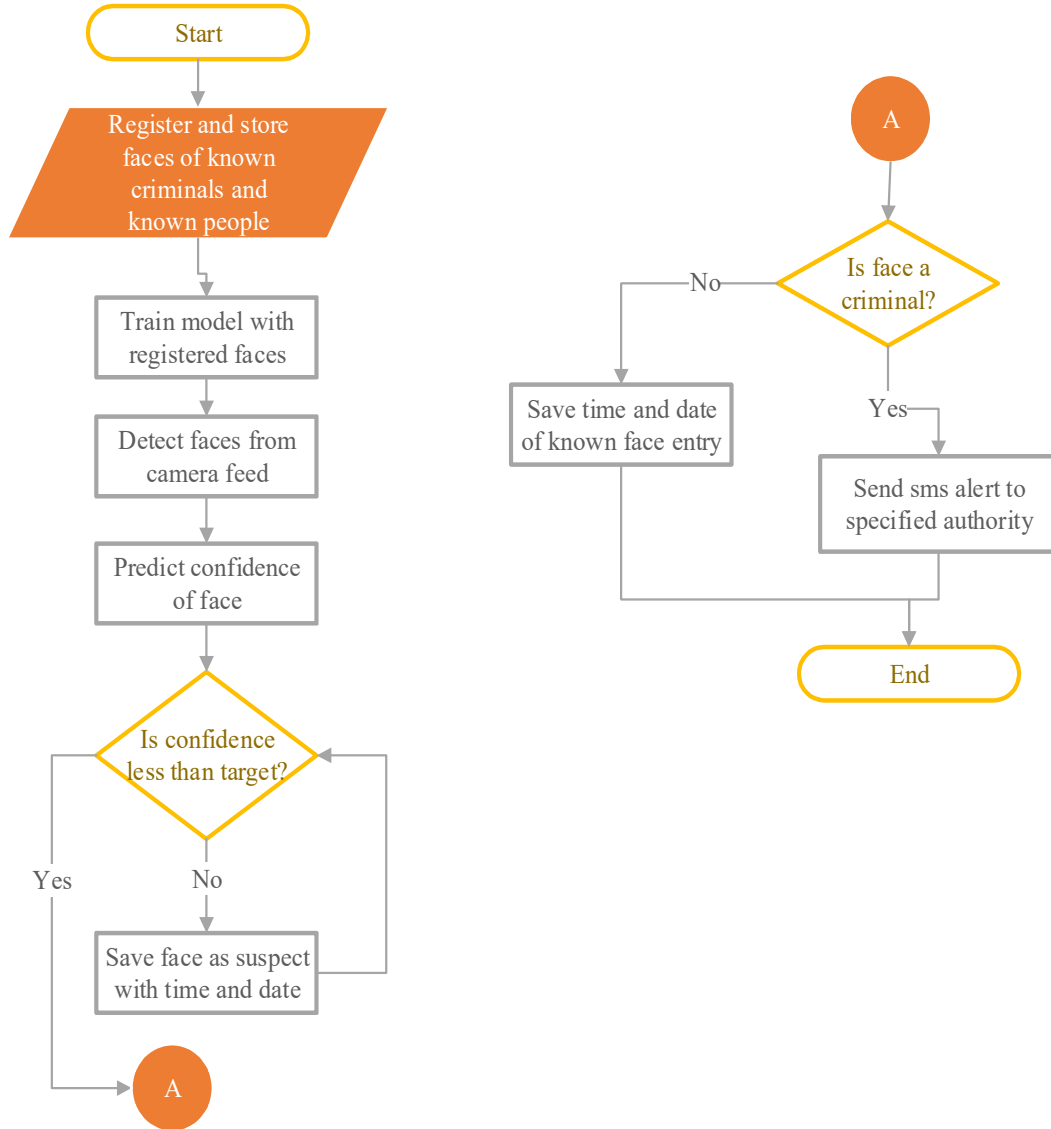 Start
Register and store
faces of known
criminals and
known people
Train model with
registered faces
Detect faces from
camera feed
Predict confidence
of face
Is confidence
less than target?
Yes
No
Save face as suspect
with time and date
A
A
Is face a
criminal?
No
Yes
Save time and date
of known face entry
Send sms alert to
specified authority
End